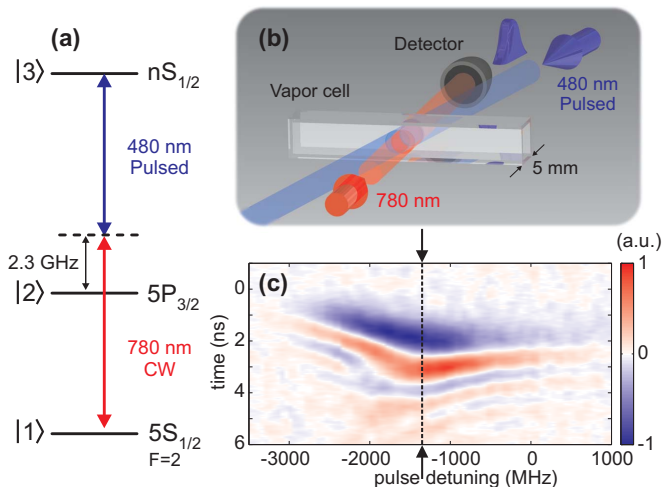 (a)
|3⟩
nS1/2
480 nm
Pulsed
2.3 GHz
|2⟩
5P3/2
780 nm
CW
|1⟩
5S1/2
F=2
(b)
Detector
Vapor cell
480 nm
Pulsed
5 mm
780 nm
(c)
(a.u.)
1
0
-1
time (ns)
0
2
4
6
-3000 -2000 -1000 0 1000
pulse detuning (MHz)